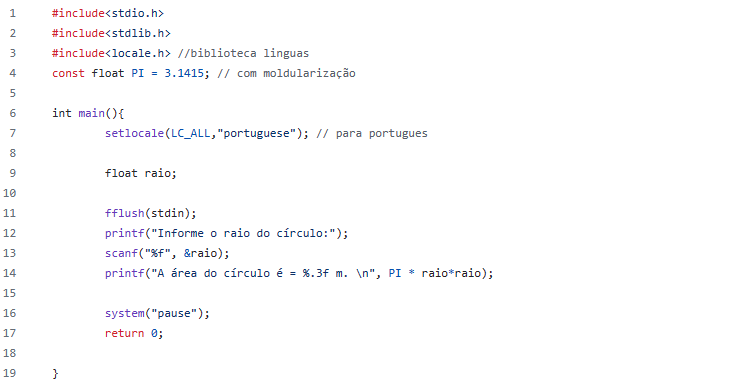 1 #include<stdio.h>
2 #include<stdlib.h>
3 #include<locale.h> //biblioteca linguas
4 const float PI = 3.1415; // com moldularização
5
6 int main(){
7 setlocale(LC_ALL,"portuguese"); // para portugues
8
9 float raio;
10
11 fflush(stdin);
12 printf("Informe o raio do círculo:");
13 scanf("%f", &raio);
14 printf("A área do círculo é = %.3f m. \n", PI * raio*raio);
15
16 system("pause");
17 return 0;
18
19 }